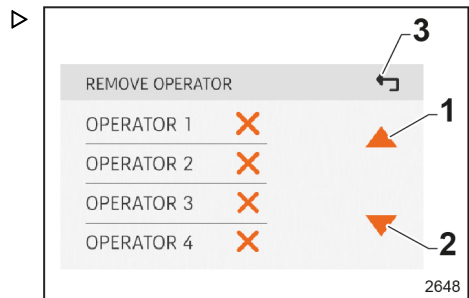 3
REMOVE OPERATOR
1
OPERATOR 1
OPERATOR 2
OPERATOR 3
OPERATOR 4
2
2648